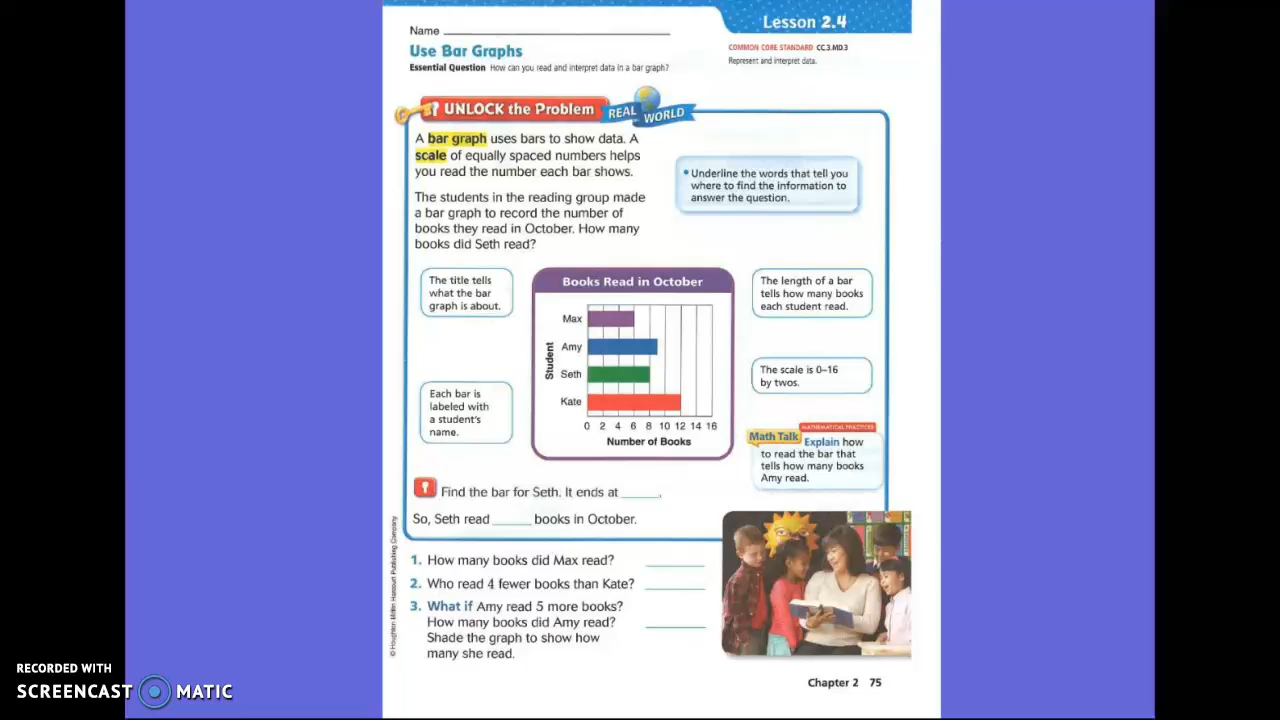 Lesson 2.4
Name
Use Bar Graphs
COMMON CORE STANDARD CC.3.MD.3
Represent and interpret data.
Essential Question How can you read and interpret data in a bar graph?
UNLOCK the Problem
REAL WORLD
A bar graph uses bars to show data. A
scale of equally spaced numbers helps
you read the number each bar shows.
The students in the reading group made
a bar graph to record the number of
books they read in October. How many
books did Seth read?
• Underline the words that tell you
where to find the information to
answer the question.
The title tells
what the bar
graph is about.
Each bar is
labeled with
a student's
name.
Books Read in October
Student
Max
Amy
Seth
Kate
0 2 4 6 8 10 12 14 16
Number of Books
The length of a bar
tells how many books
each student read.
The scale is 0–16
by twos.
MATHEMATICAL PRACTICES
Math Talk
Explain how
to read the bar that
tells how many books
Amy read.
Find the bar for Seth. It ends at ______.
So, Seth read ______ books in October.
1. How many books did Max read?
2. Who read 4 fewer books than Kate?
3. What if Amy read 5 more books?
How many books did Amy read?
Shade the graph to show how
many she read.
© Houghton Mifflin Harcourt Publishing Company
Chapter 2 75
RECORDED WITH
SCREENCAST MATIC